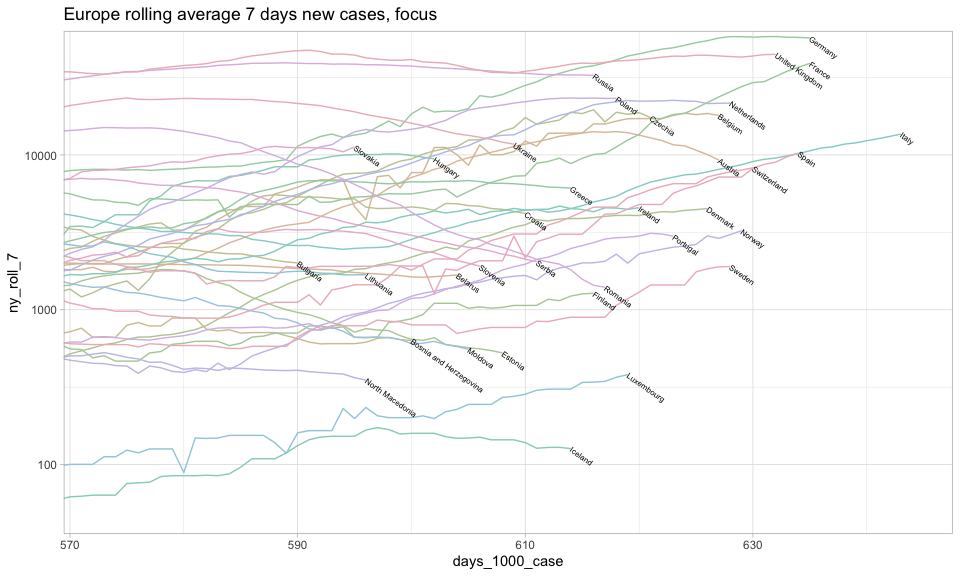 Europe rolling average 7 days new cases, focus
Germany
United Kingdom
France
Russia
Poland
Netherlands
Belgium
Czechia
Italy
Ukraine
Slovakia
Hungary
Spain
Austria
Switzerland
Greece
Croatia
Ireland
Denmark
Portugal
Norway
Bulgaria
Lithuania
Belarus
Slovenia
Serbia
Sweden
Romania
Finland
Bosnia and Herzegovina
Moldova
Estonia
North Macedonia
Luxembourg
Iceland
10000
1000
100
ny_roll_7
570
590
610
630
days_1000_case